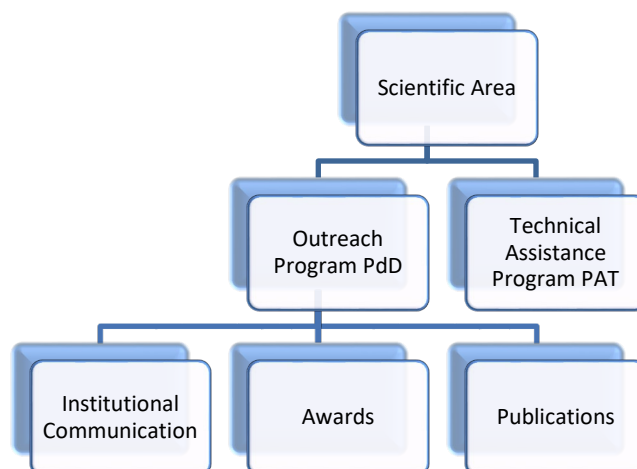 Scientific Area
Outreach
Program PdD
Technical
Assistance
Program PAT
Institutional
Communication
Awards
Publications